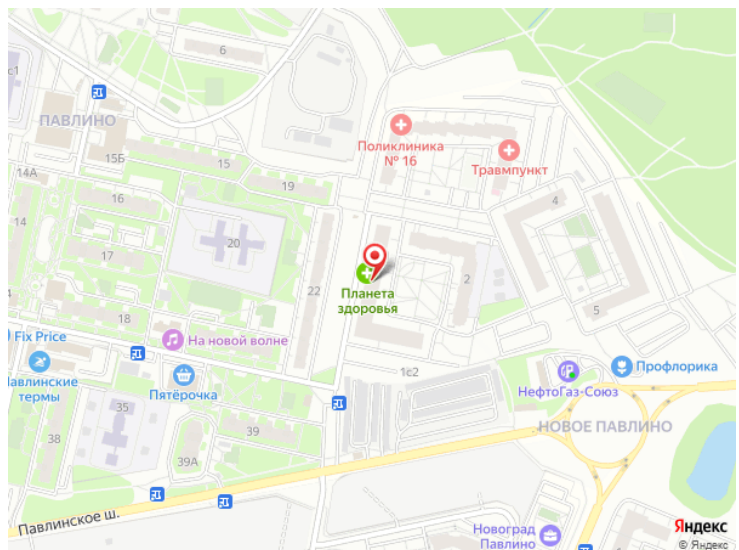 6
с1
ПАВЛИНО
Поликлиника
№ 16
15Б
15
Травмпункт
14А
19
16
4
14
20
2
22
Планета
здоровья
5
18
Fix Price
На новой волне
Профлорика
1с2
Павлинские
термы
Пятёрочка
НефтоГаз-Союз
35
НОВОЕ ПАВЛИНО
38
39
39А
Павлинское ш.
Новоград
Павлино
Яндекс
© Яндекс